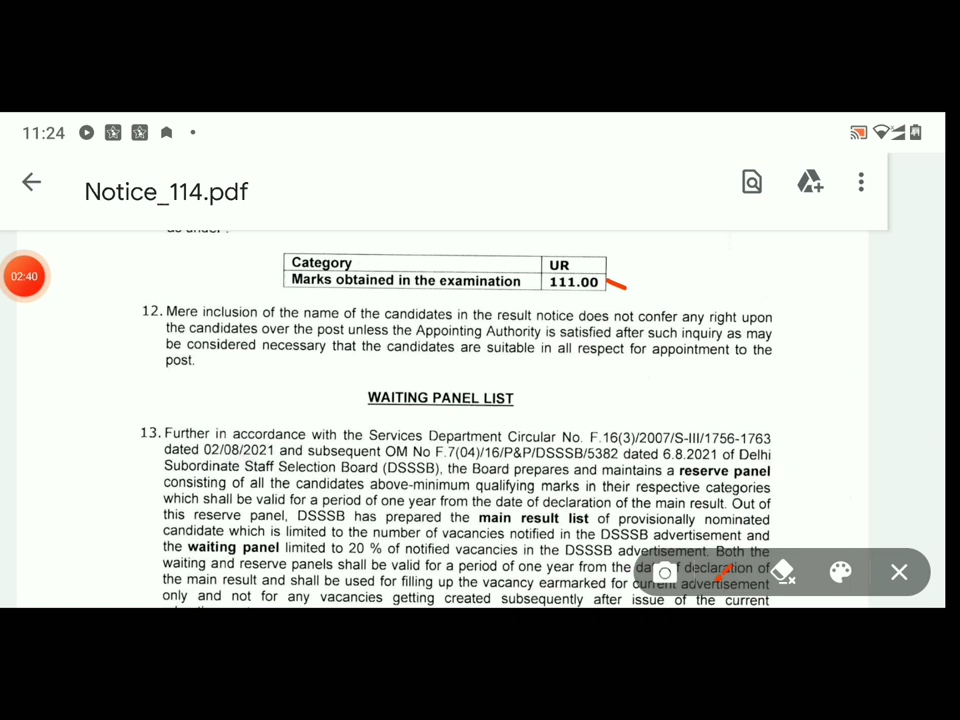 11:24
Notice_114.pdf
as under :
02:40
Category UR
Marks obtained in the examination 111.00
12. Mere inclusion of the name of the candidates in the result notice does not confer any right upon
the candidates over the post unless the Appointing Authority is satisfied after such inquiry as may
be considered necessary that the candidates are suitable in all respect for appointment to the
post.
WAITING PANEL LIST
13. Further in accordance with the Services Department Circular No. F.16(3)/2007/S-III/1756-1763
dated 02/08/2021 and subsequent OM No F.7(04)/16/P&P/DSSSB/5382 dated 6.8.2021 of Delhi
Subordinate Staff Selection Board (DSSSB), the Board prepares and maintains a reserve panel
consisting of all the candidates above-minimum qualifying marks in their respective categories
which shall be valid for a period of one year from the date of declaration of the main result. Out of
this reserve panel, DSSSB has prepared the main result list of provisionally nominated
candidate which is limited to the number of vacancies notified in the DSSSB advertisement and
the waiting panel limited to 20 % of notified vacancies in the DSSSB advertisement. Both the
waiting and reserve panels shall be valid for a period of one year from the date of declaration of
the main result and shall be used for filling up the vacancy earmarked for current advertisement
only and not for any vacancies getting created subsequently after issue of the current